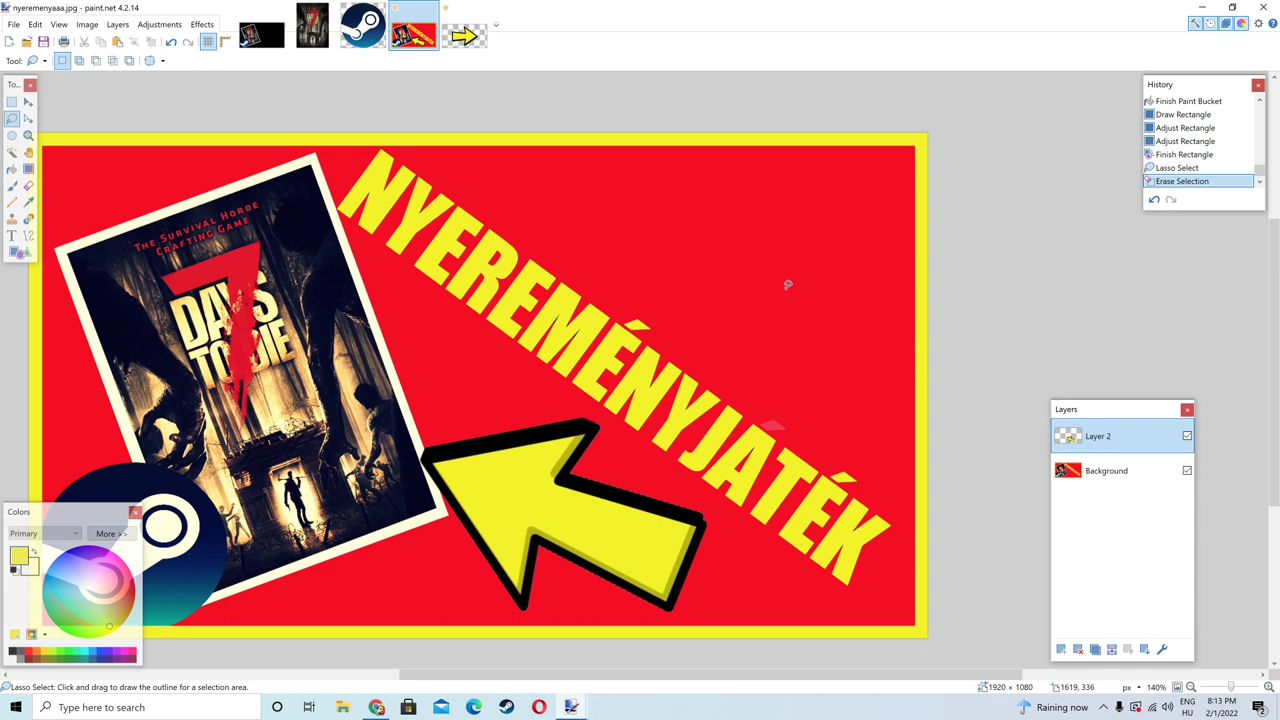 nyeremenyaaa.jpg - paint.net 4.2.14
File Edit View Image Layers Adjustments Effects
Tool:
To...
History
Finish Paint Bucket
Draw Rectangle
Adjust Rectangle
Adjust Rectangle
Finish Rectangle
Lasso Select
Erase Selection
THE SURVIVAL HORDE
CRAFTING GAME
7
DAYS
TO DIE
NYEREMÉNYJATÉK
Layers
Layer 2
Background
Colors
Primary
More >>
Lasso Select: Click and drag to draw the outline for a selection area.
1920 × 1080
1619, 336
px
140%
Type here to search
Raining now
ENG
HU
8:13 PM
2/1/2022
2